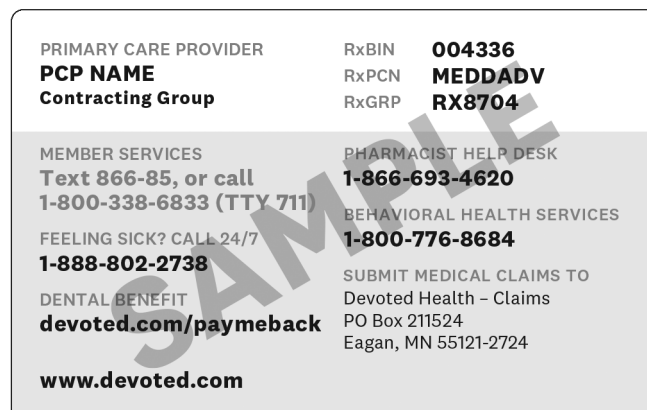 PRIMARY CARE PROVIDER
PCP NAME
Contracting Group
RxBIN 004336
RxPCN MEDDADV
RxGRP RX8704
MEMBER SERVICES
Text 866-85, or call
1-800-338-6833 (TTY 711)
FEELING SICK? CALL 24/7
1-888-802-2738
DENTAL BENEFIT
devoted.com/paymeback
www.devoted.com
PHARMACIST HELP DESK
1-866-693-4620
BEHAVIORAL HEALTH SERVICES
1-800-776-8684
SUBMIT MEDICAL CLAIMS TO
Devoted Health – Claims
PO Box 211524
Eagan, MN 55121-2724
SAMPLE